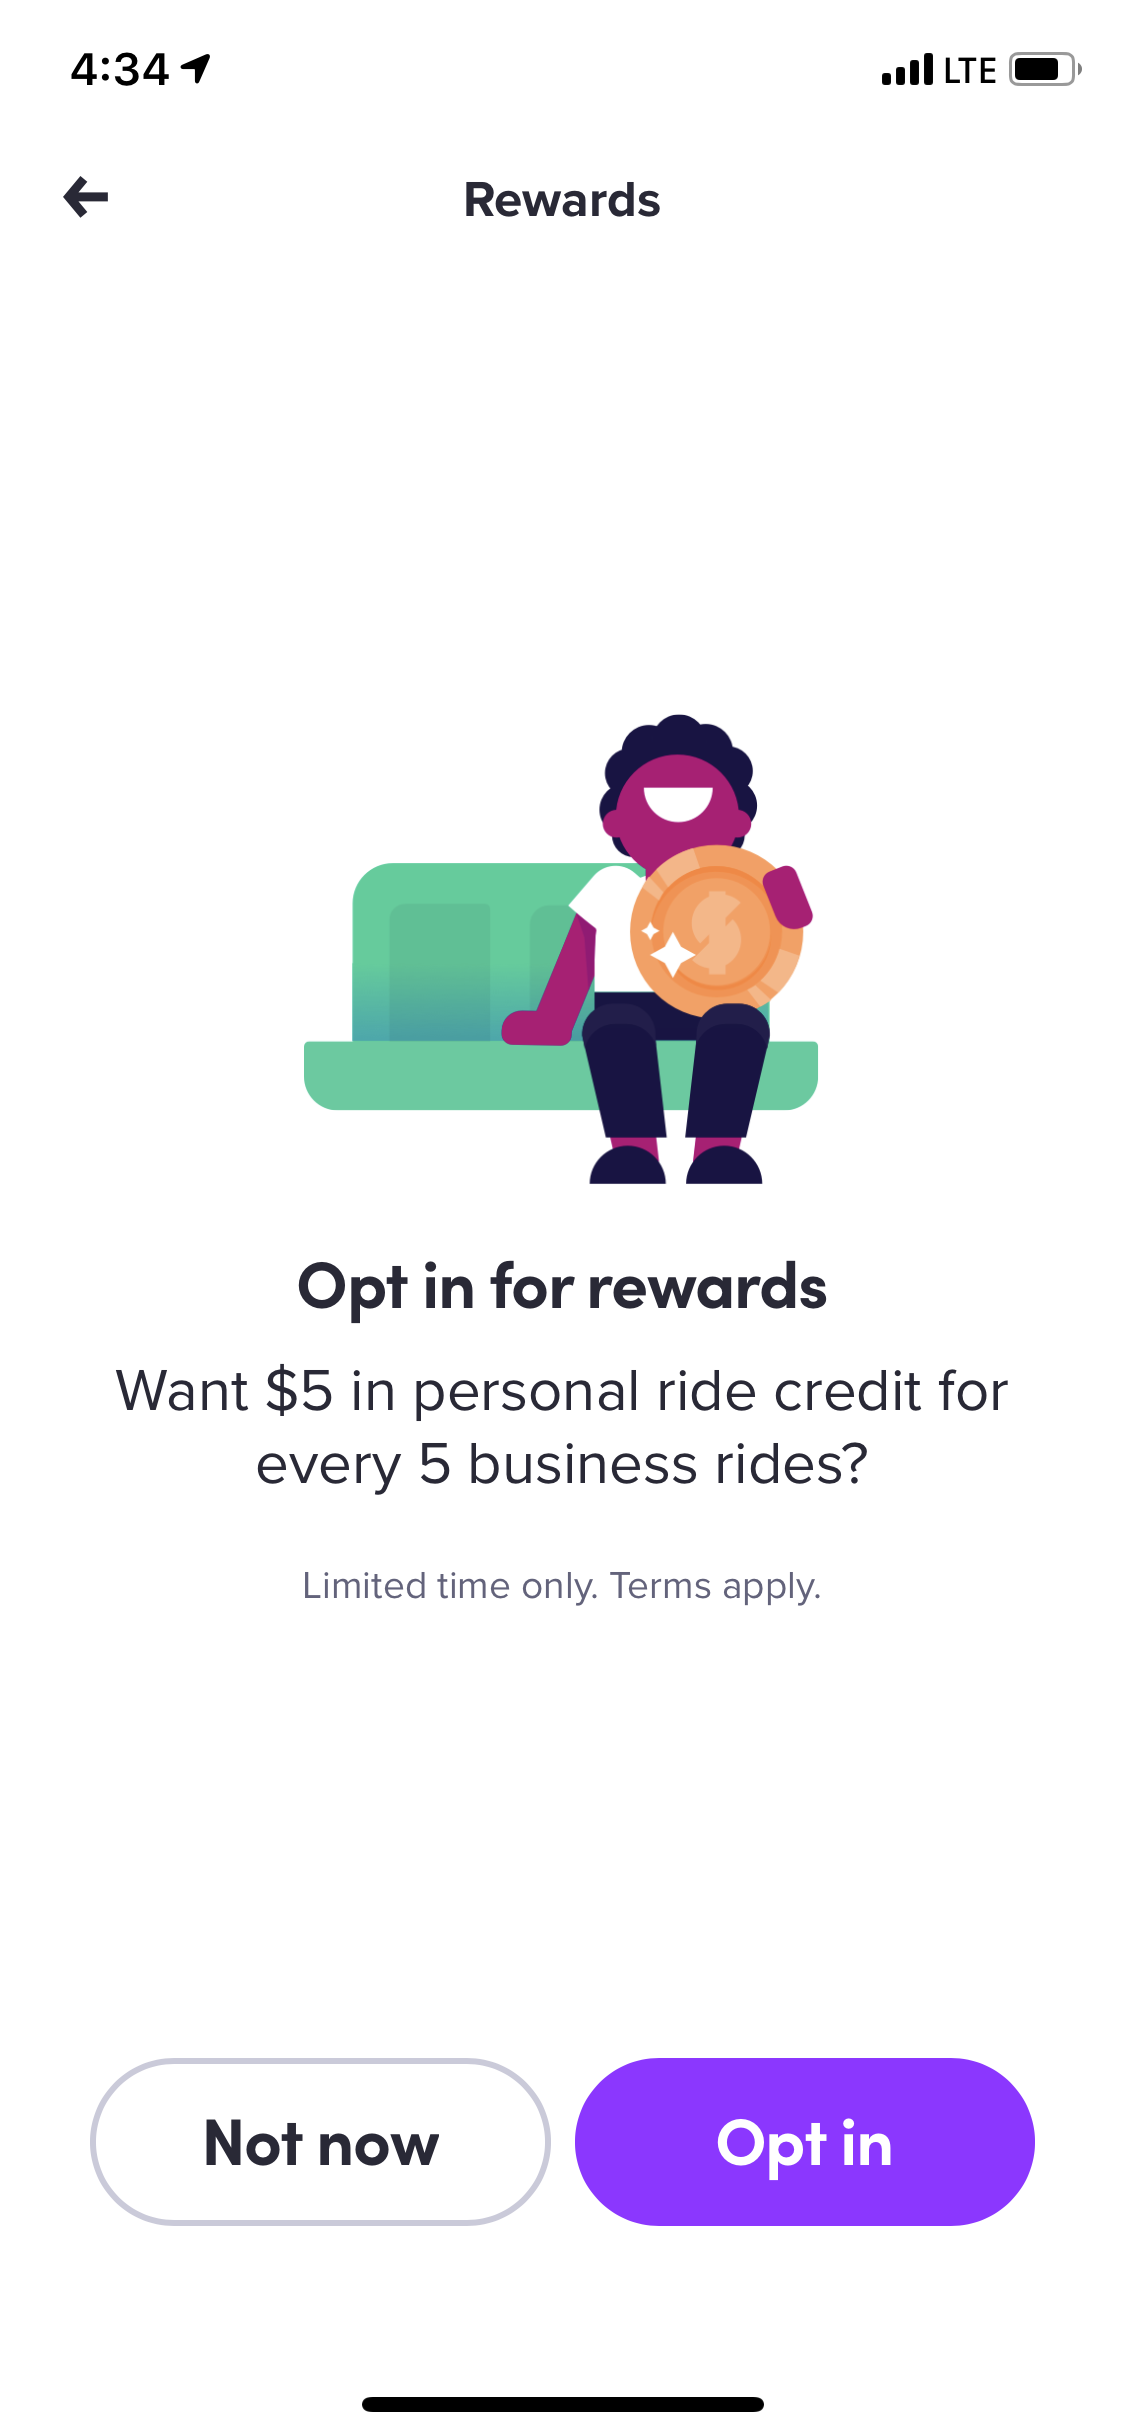 4:34 LTE
Rewards
Opt in for rewards
Want $5 in personal ride credit for
every 5 business rides?
Limited time only. Terms apply.
Not now Opt in